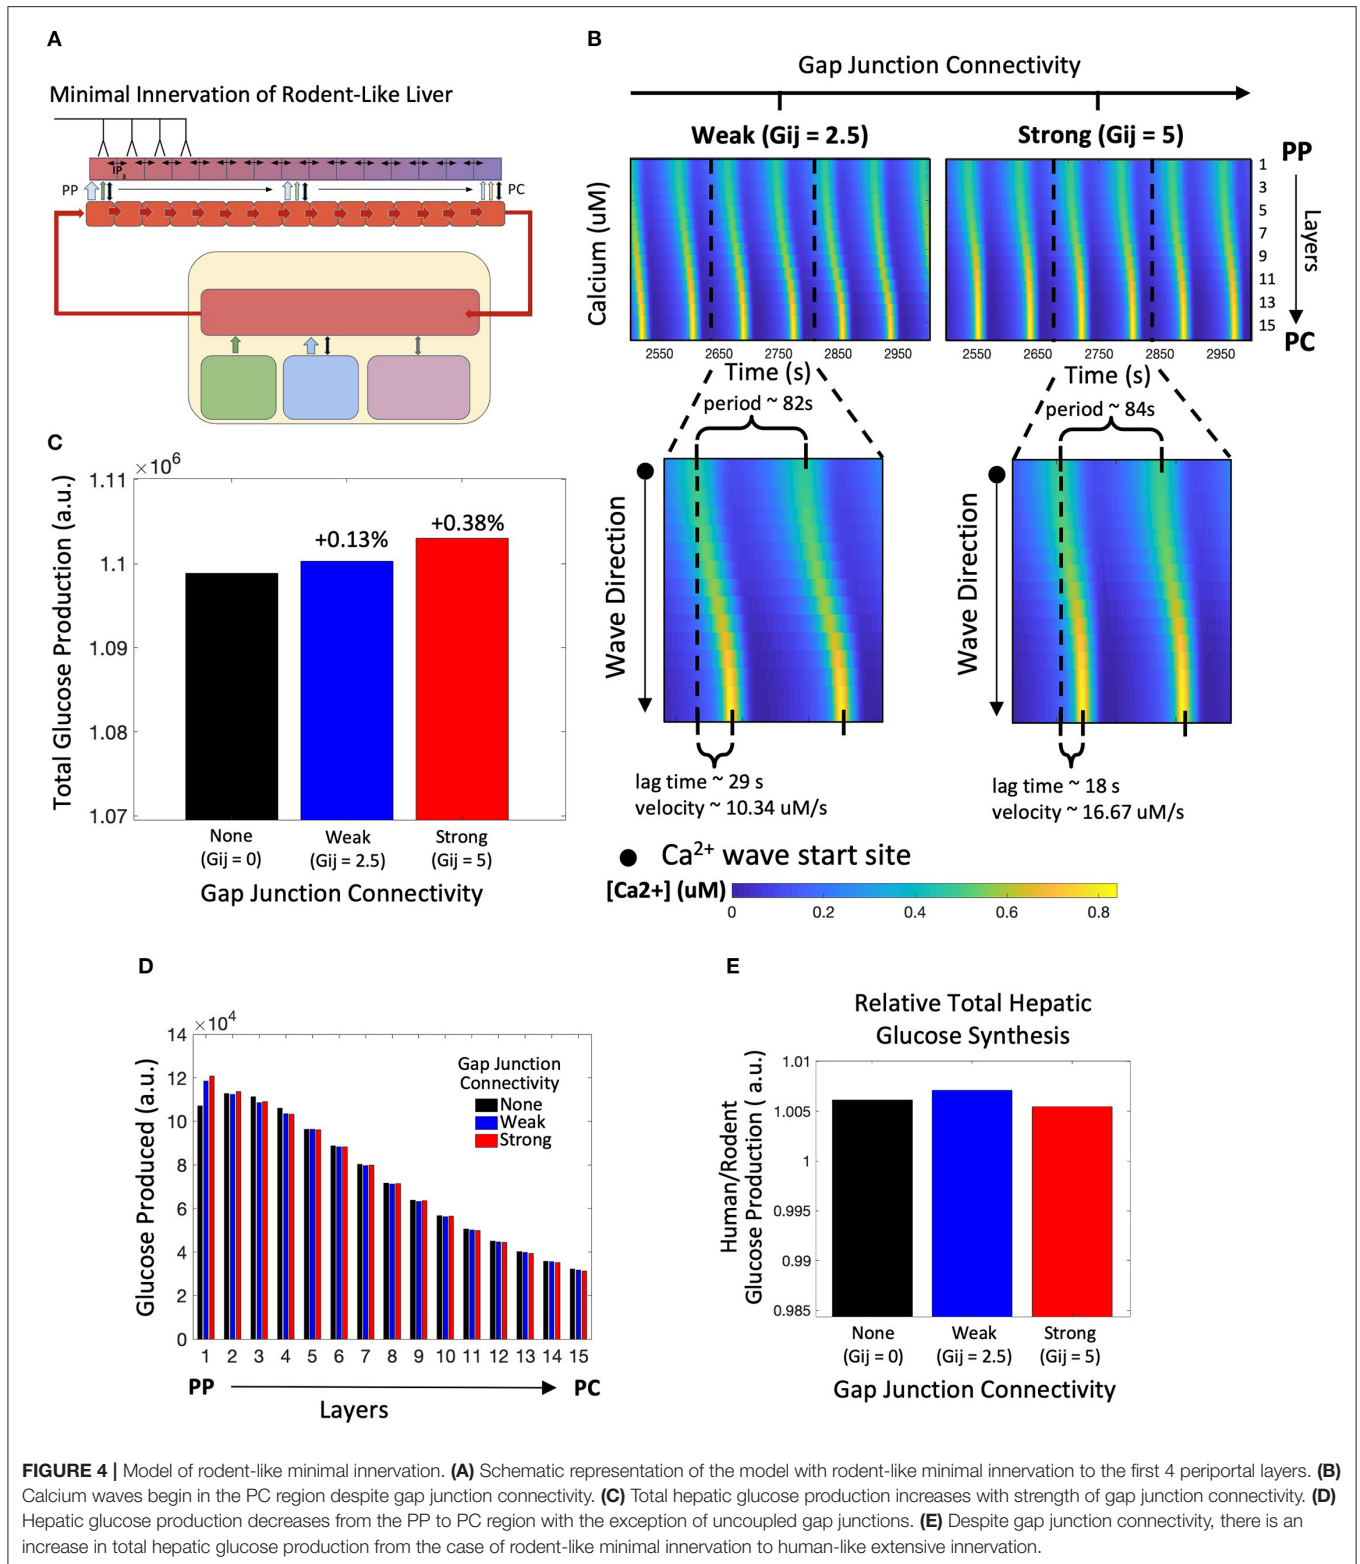 A
Minimal Innervation of Rodent-Like Liver
IP3
PP
PC
B
Gap Junction Connectivity
Weak (Gij = 2.5)
Strong (Gij = 5)
Calcium (uM)
PP
1
3
5
7
9
11
13
15
Layers
PC
2550 2650 2750 2850 2950
Time (s)
2550 2650 2750 2850 2950
Time (s)
period ~ 82s
period ~ 84s
Wave Direction
Wave Direction
lag time ~ 29 s
velocity ~ 10.34 uM/s
lag time ~ 18 s
velocity ~ 16.67 uM/s
Ca2+ wave start site
[Ca2+] (uM)
0 0.2 0.4 0.6 0.8
C
×10^6
Total Glucose Production (a.u.)
1.11
1.1
1.09
1.08
1.07
+0.13%
+0.38%
None
(Gij = 0)
Weak
(Gij = 2.5)
Strong
(Gij = 5)
Gap Junction Connectivity
D
×10^4
Glucose Produced (a.u.)
14
12
10
8
6
4
2
0
Gap Junction
Connectivity
None
Weak
Strong
1 2 3 4 5 6 7 8 9 10 11 12 13 14 15
PP
PC
Layers
E
Relative Total Hepatic
Glucose Synthesis
Human/Rodent
Glucose Production ( a.u.)
1.01
1.005
1
0.995
0.99
0.985
None
(Gij = 0)
Weak
(Gij = 2.5)
Strong
(Gij = 5)
Gap Junction Connectivity
FIGURE 4 | Model of rodent-like minimal innervation. (A) Schematic representation of the model with rodent-like minimal innervation to the first 4 periportal layers. (B)
Calcium waves begin in the PC region despite gap junction connectivity. (C) Total hepatic glucose production increases with strength of gap junction connectivity. (D)
Hepatic glucose production decreases from the PP to PC region with the exception of uncoupled gap junctions. (E) Despite gap junction connectivity, there is an
increase in total hepatic glucose production from the case of rodent-like minimal innervation to human-like extensive innervation.